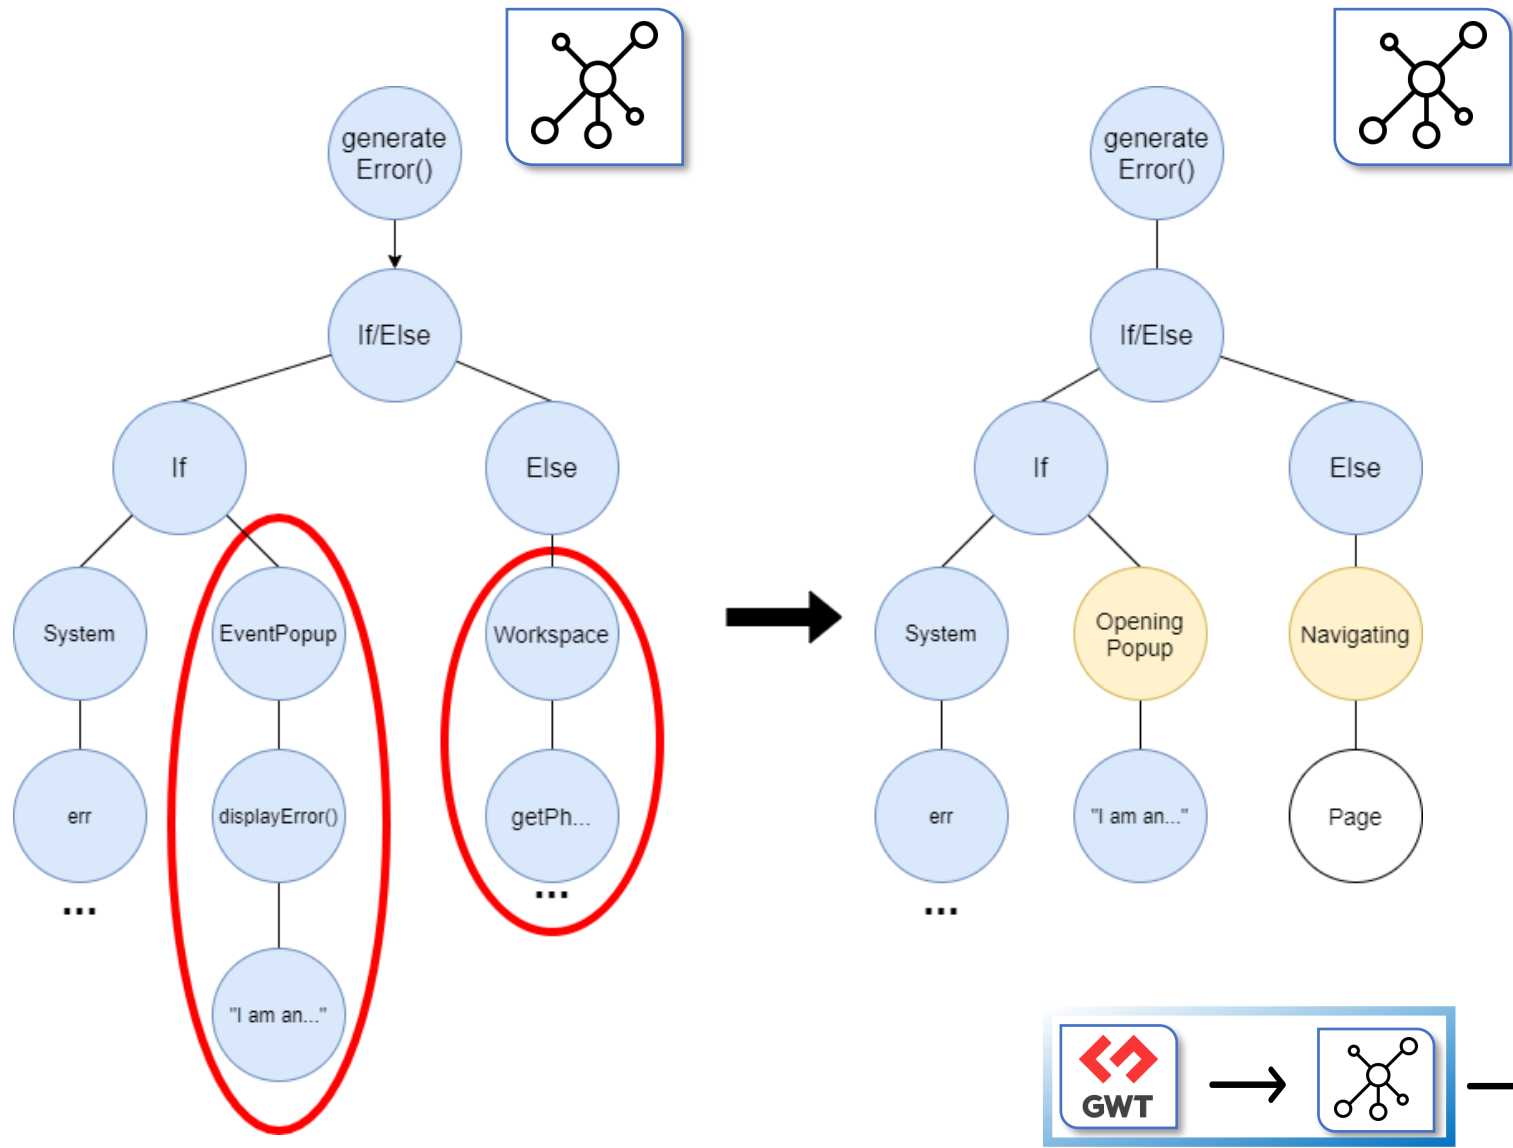 generate
Error()
generate
Error()
If/Else
If/Else
If
Else
If
Else
System
EventPopup
Workspace
System
Opening
Popup
Navigating
err
displayError()
getPh...
err
"I am an..."
Page
...
...
...
"I am an..."
GWT